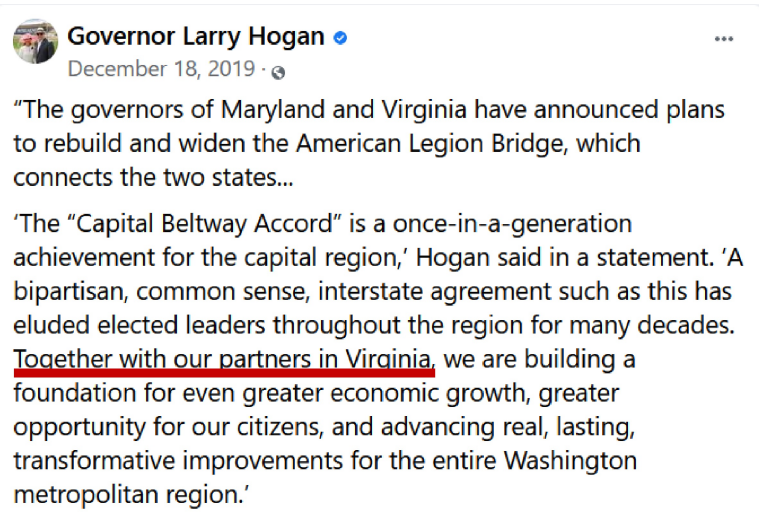 Governor Larry Hogan
December 18, 2019 ·
“The governors of Maryland and Virginia have announced plans
to rebuild and widen the American Legion Bridge, which
connects the two states...
‘The “Capital Beltway Accord” is a once-in-a-generation
achievement for the capital region,’ Hogan said in a statement. ‘A
bipartisan, common sense, interstate agreement such as this has
eluded elected leaders throughout the region for many decades.
Together with our partners in Virginia, we are building a
foundation for even greater economic growth, greater
opportunity for our citizens, and advancing real, lasting,
transformative improvements for the entire Washington
metropolitan region.’